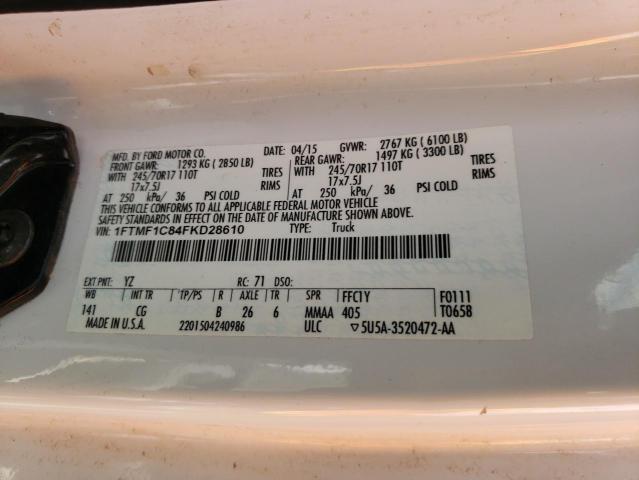 MFD. BY FORD MOTOR CO. 04/15 GVWR: 2767 KG (6100 LB)
FRONT GAWR: 1293 KG (2850 LB) REAR GAWR: 1497 KG (3300 LB)
WITH 245/70R17 110T TIRES WITH 245/70R17 110T TIRES
17x7.5J RIMS 17x7.5J RIMS
AT 250 kPa/ 36 PSI COLD AT 250 kPa/ 36 PSI COLD
THIS VEHICLE CONFORMS TO ALL APPLICABLE FEDERAL MOTOR VEHICLE
SAFETY STANDARDS IN EFFECT ON THE DATE OF MANUFACTURE SHOWN ABOVE.
VIN: 1FTMF1C84FKD28610 TYPE: Truck
EXT PNT: YZ RC: 71 DSO:
WB INT TR TP/PS R AXLE TR SPR FFC1Y F0111
141 CG B 26 6 MMAA 405 T0658
MADE IN U.S.A. 2201504240986 ULC ▽5U5A-3520472-AA